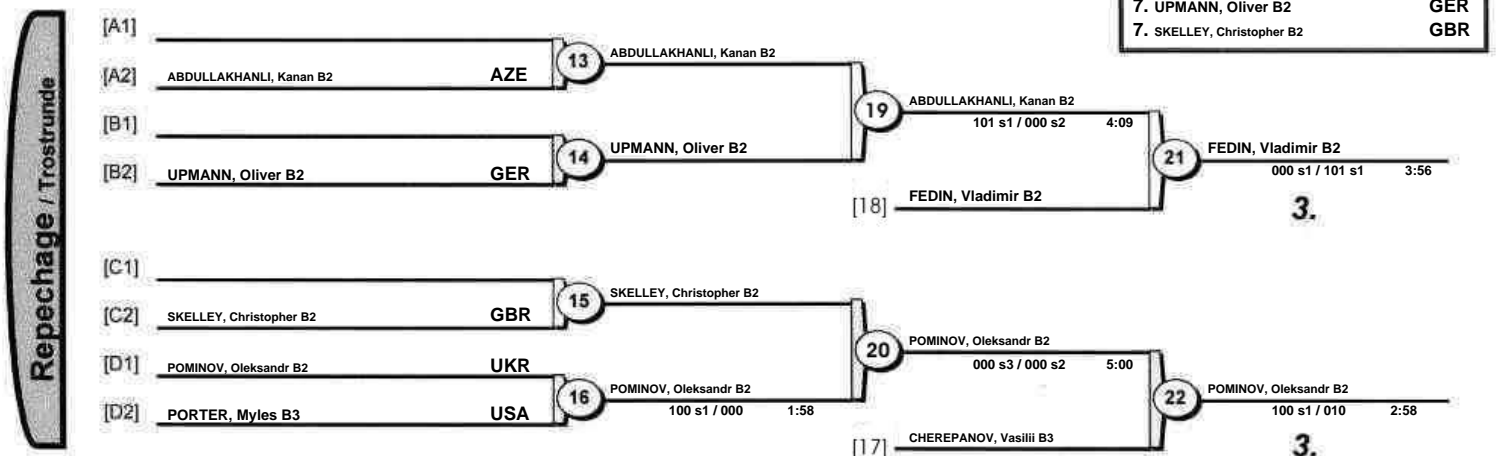 7. UPMANN, Oliver B2 GER
7. SKELLEY, Christopher B2 GBR
Repechage / Trostrunde
[A1]
[A2] ABDULLAKHANLI, Kanan B2 AZE
13
ABDULLAKHANLI, Kanan B2
[B1]
[B2] UPMANN, Oliver B2 GER
14
UPMANN, Oliver B2
19
ABDULLAKHANLI, Kanan B2
101 s1 / 000 s2 4:09
[18] FEDIN, Vladimir B2
21
FEDIN, Vladimir B2
000 s1 / 101 s1 3:56
3.
[C1]
[C2] SKELLEY, Christopher B2 GBR
15
SKELLEY, Christopher B2
[D1] POMINOV, Oleksandr B2 UKR
[D2] PORTER, Myles B3 USA
16
POMINOV, Oleksandr B2
100 s1 / 000 1:58
20
POMINOV, Oleksandr B2
000 s3 / 000 s2 5:00
[17] CHEREPANOV, Vasilii B3
22
POMINOV, Oleksandr B2
100 s1 / 010 2:58
3.